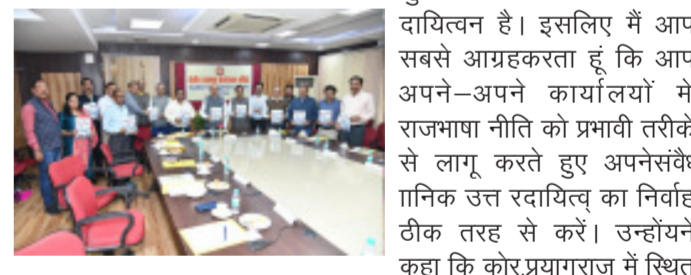 दायित्वन है। इसलिए मैं आप
सबसे आग्रहकरता हूं कि आप
अपने–अपने कार्यालयों मे
राजभाषा नीति को प्रभावी तरीके
से लागू करते हुए अपनेसंवैध
ानिक उत्त रदायित्व् का निर्वाह
ठीक तरह से करें। उन्होंयने
कहा कि कोर,प्रयागराज में स्थित